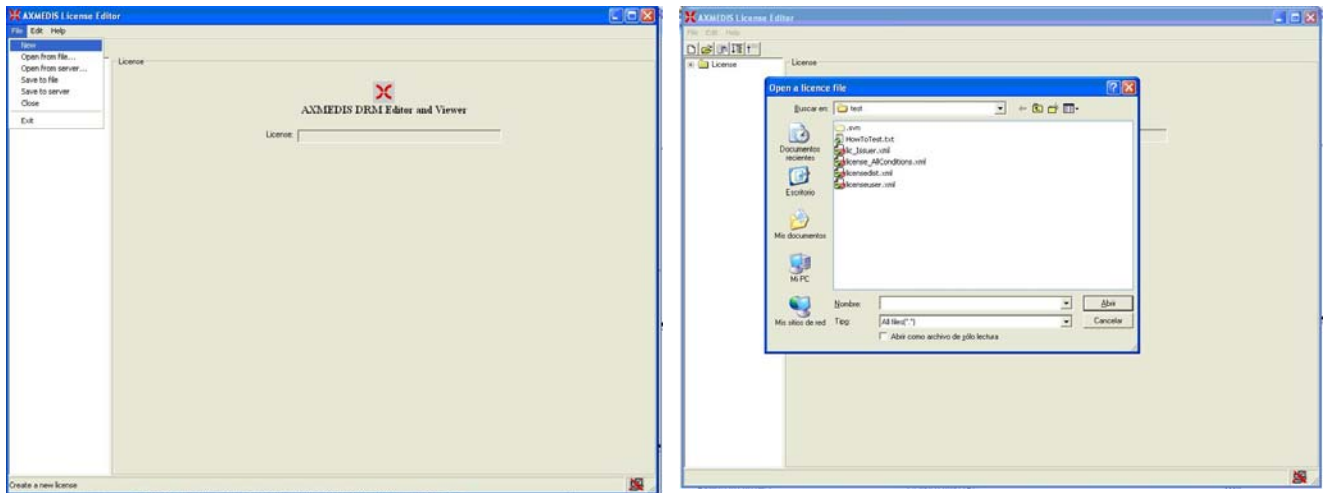 AXMEDIS License Editor
File Edit Help
New
Open from file...
Open from server...
Save to file
Save to server
Close
Exit
License
AXMEDIS DRM Editor and Viewer
License:
Create a new license
AXMEDIS License Editor
File Edit Help
License
License
Open a licence file
Buscar en: test
.svn
HowToTest.txt
lic_Issuer.xml
license_AllConditions.xml
licensedist.xml
licenseuser.xml
Documentos recientes
Escritorio
Mis documentos
Mi PC
Mis sitios de red
Nombre:
Abrir
Tipo:
All files(*.*)
Cancelar
Abrir como archivo de sólo lectura